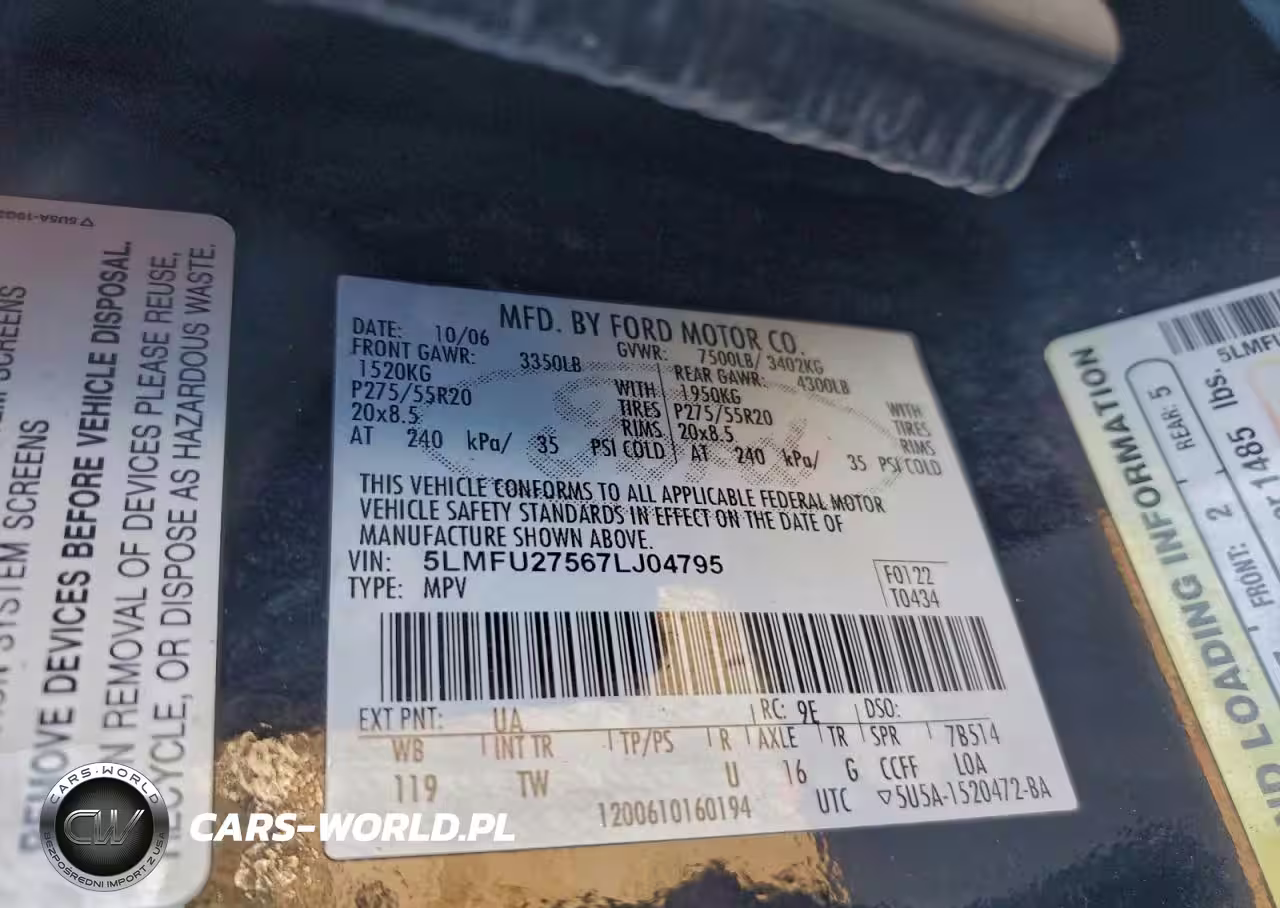 5U5A-19G2
SYSTEM SCREENS
REMOVE DEVICES BEFORE VEHICLE DISPOSAL.
REMOVAL OF DEVICES PLEASE REUSE,
RECYCLE, OR DISPOSE AS HAZARDOUS WASTE.
MFD. BY FORD MOTOR CO.
DATE: 10/06 GVWR: 7500LB/ 3402KG
FRONT GAWR: 3350LB REAR GAWR: 4300LB
1520KG WITH 1950KG WITH
P275/55R20 TIRES P275/55R20 TIRES
20x8.5 RIMS 20x8.5 RIMS
AT 240 kPa/ 35 PSI COLD AT 240 kPa/ 35 PSI COLD
THIS VEHICLE CONFORMS TO ALL APPLICABLE FEDERAL MOTOR
VEHICLE SAFETY STANDARDS IN EFFECT ON THE DATE OF
MANUFACTURE SHOWN ABOVE.
VIN: 5LMFU27567LJ04795
TYPE: MPV
F0122
T0434
EXT PNT: UA RC: 9E DSO:
WB INT TR TP/PS R AXLE TR SPR 7B514
119 TW U 16 G CCFF LOA
1200610160194 UTC ▽5U5A-1520472-BA
5LMFU
LOADING INFORMATION
REAR: 5
FRONT: 2
1485 lbs.
CARS-WORLD
CW
BEZPOŚREDNI IMPORT Z USA
CARS-WORLD.PL